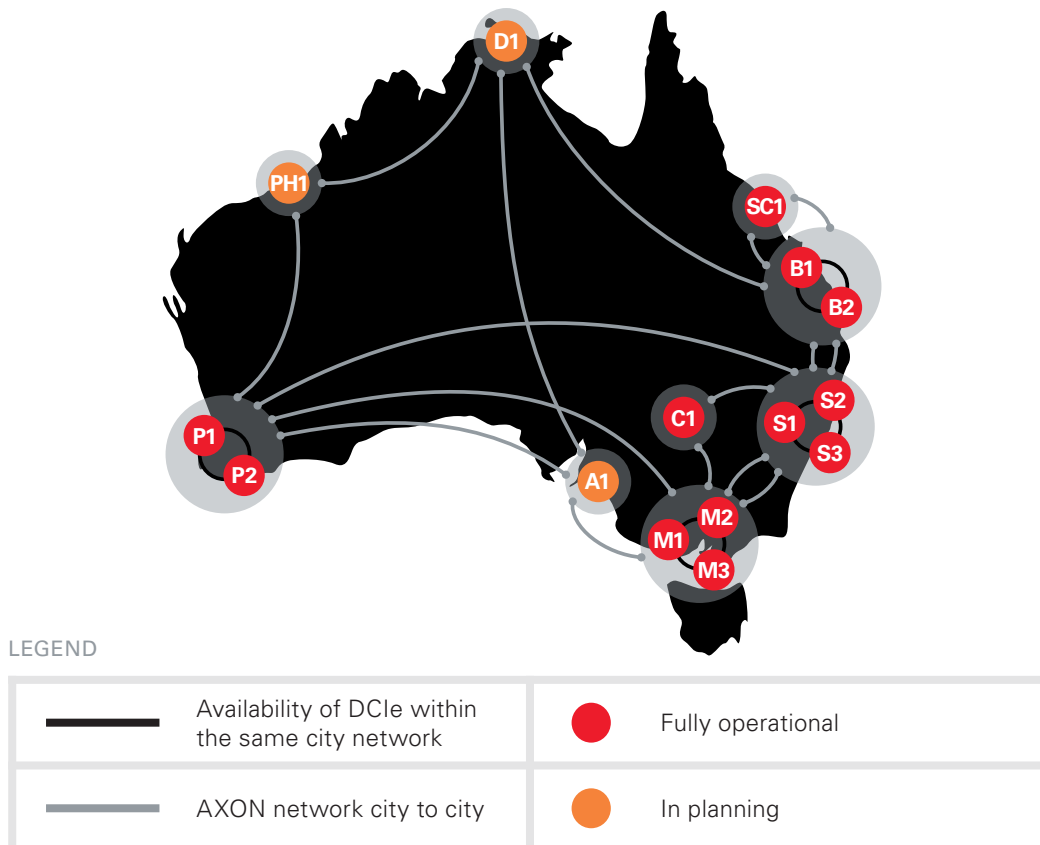 D1
PH1
SC1
B1
B2
P1
P2
C1
S1
S2
S3
A1
M1
M2
M3
LEGEND
Availability of DCIe within
the same city network
Fully operational
AXON network city to city
In planning